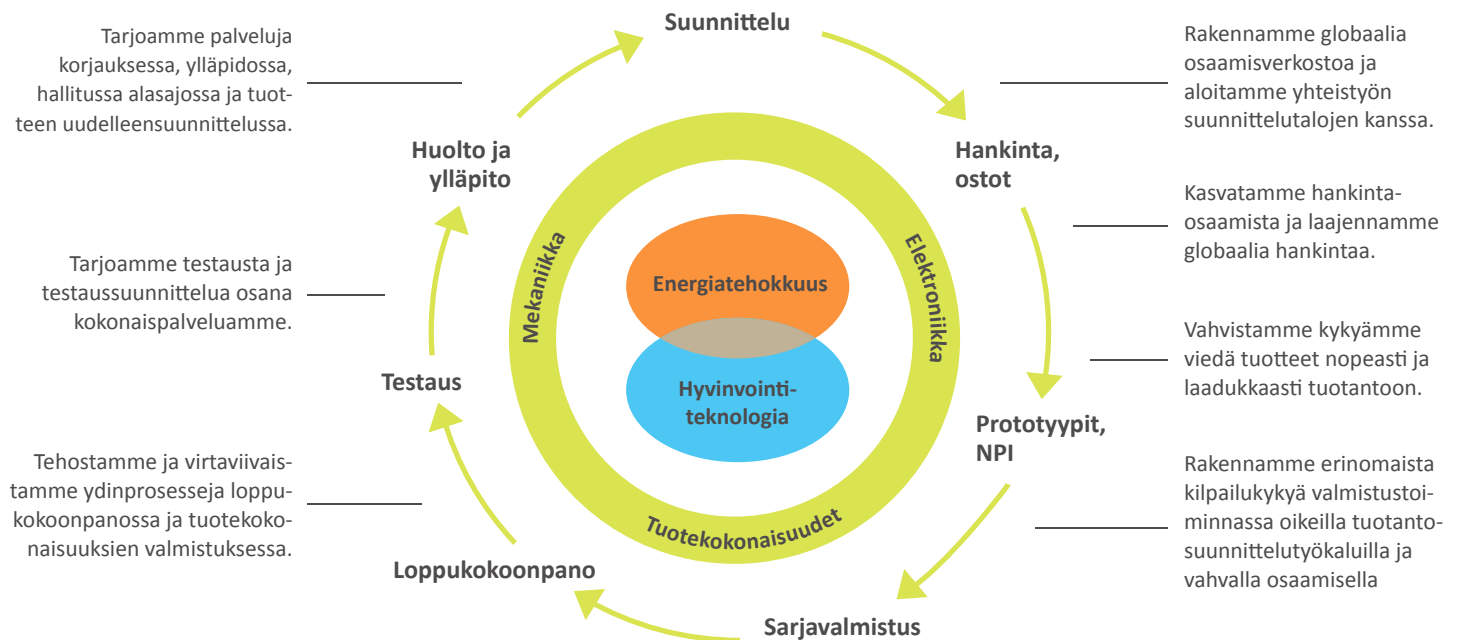 Suunnittelu
Tarjoamme palveluja
korjauksessa, ylläpidossa,
hallitussa alasajossa ja tuot-
teen uudelleensuunnittelussa.
Rakennamme globaalia
osaamisverkostoa ja
aloitamme yhteistyön
suunnittelutalojen kanssa.
Huolto ja
ylläpito
Hankinta,
ostot
Kasvatamme hankinta-
osaamista ja laajennamme
globaalia hankintaa.
Mekaniikka
Elektroniikka
Energiatehokkuus
Tarjoamme testausta ja
testaussuunnittelua osana
kokonaispalveluamme.
Vahvistamme kykyämme
viedä tuotteet nopeasti ja
laadukkaasti tuotantoon.
Testaus
Hyvinvointi-
teknologia
Prototyypit,
NPI
Tehostamme ja virtaviivais-
tamme ydinprosesseja loppu-
kokoonpanossa ja tuotekoko-
naisuuksien valmistuksessa.
Rakennamme erinomaista
kilpailukykyä valmistustoi-
minnassa oikeilla tuotanto-
suunnittelutyökaluilla ja
vahvalla osaamisella
Tuotekokonaisuudet
Loppukokoonpano
Sarjavalmistus